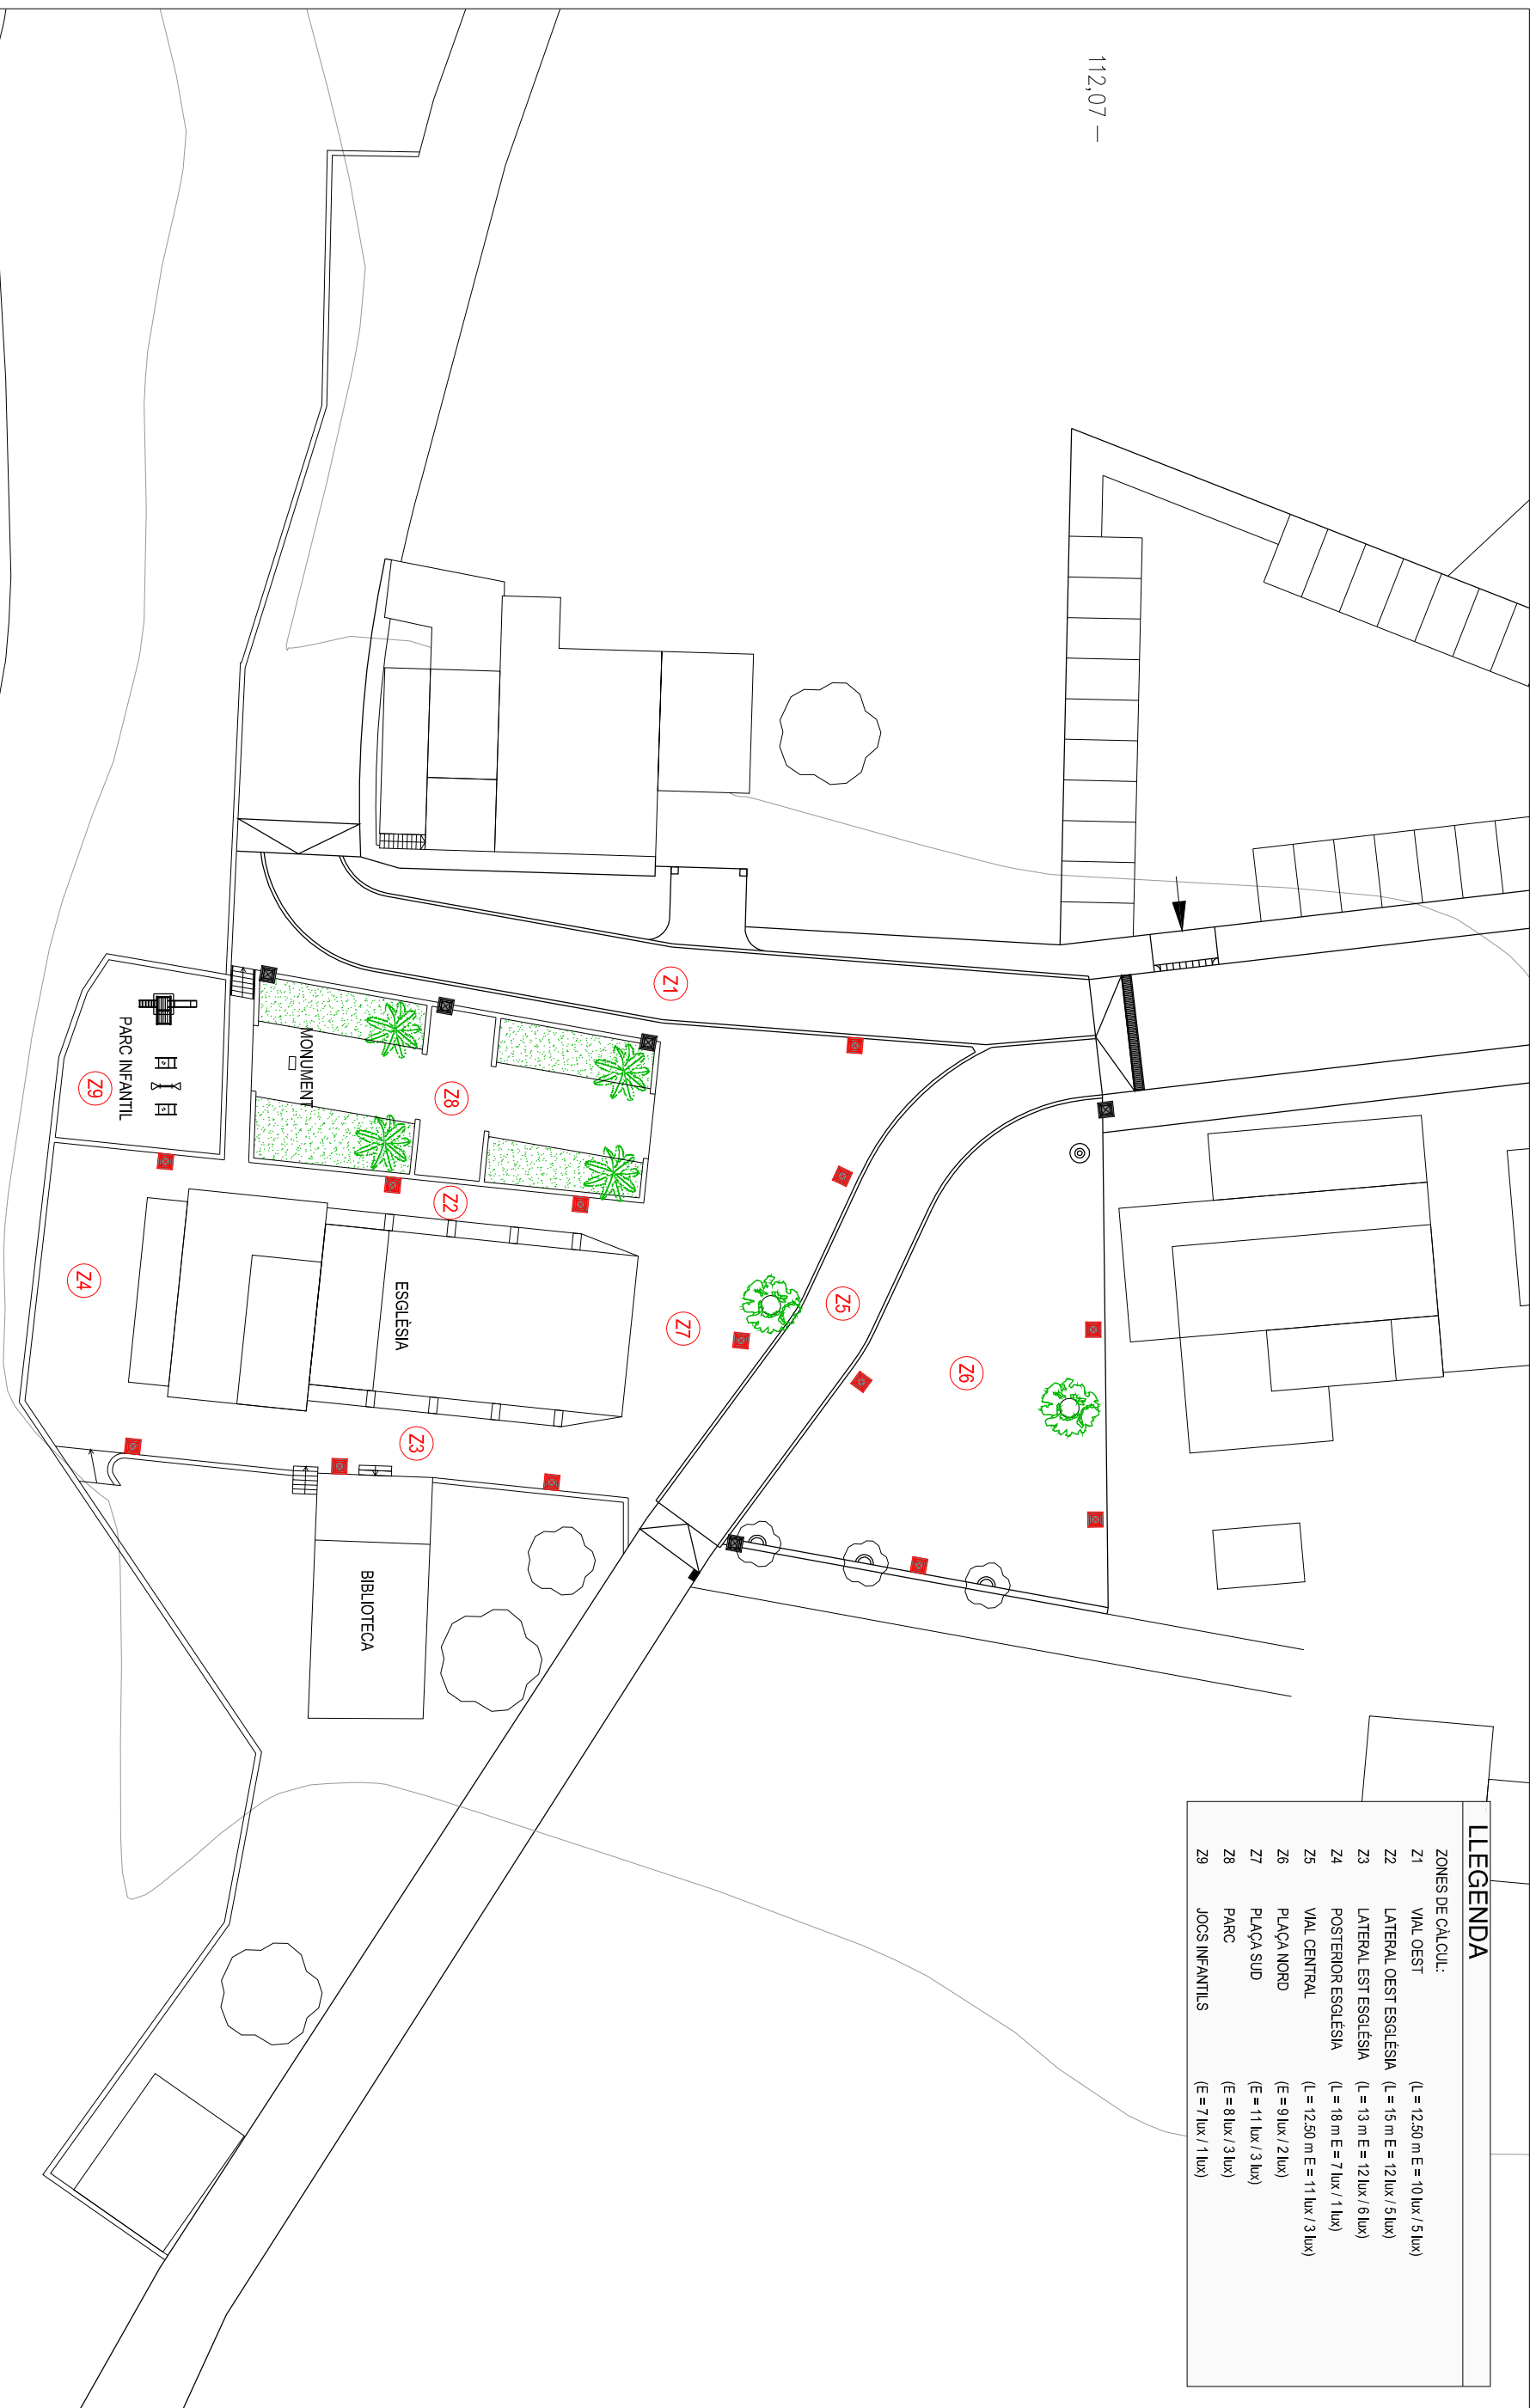 112,07 —
LLEGENDA
ZONES DE CÀLCUL:
Z1 VIAL OEST (L = 12.50 m E = 10 lux / 5 lux)
Z2 LATERAL OEST ESGLÉSIA (L = 15 m E = 12 lux / 5 lux)
Z3 LATERAL EST ESGLÉSIA (L = 13 m E = 12 lux / 6 lux)
Z4 POSTERIOR ESGLÉSIA (L = 18 m E = 7 lux / 1 lux)
Z5 VIAL CENTRAL (L = 12.50 m E = 11 lux / 3 lux)
Z6 PLAÇA NORD (E = 9 lux / 2 lux)
Z7 PLAÇA SUD (E = 11 lux / 3 lux)
Z8 PARC (E = 8 lux / 3 lux)
Z9 JOCS INFANTILS (E = 7 lux / 1 lux)
Z6
Z5
Z1
Z7
Z8
Z2
Z3
ESGLÈSIA
BIBLIOTECA
MONUMENT
PARC INFANTIL
Z9
Z4